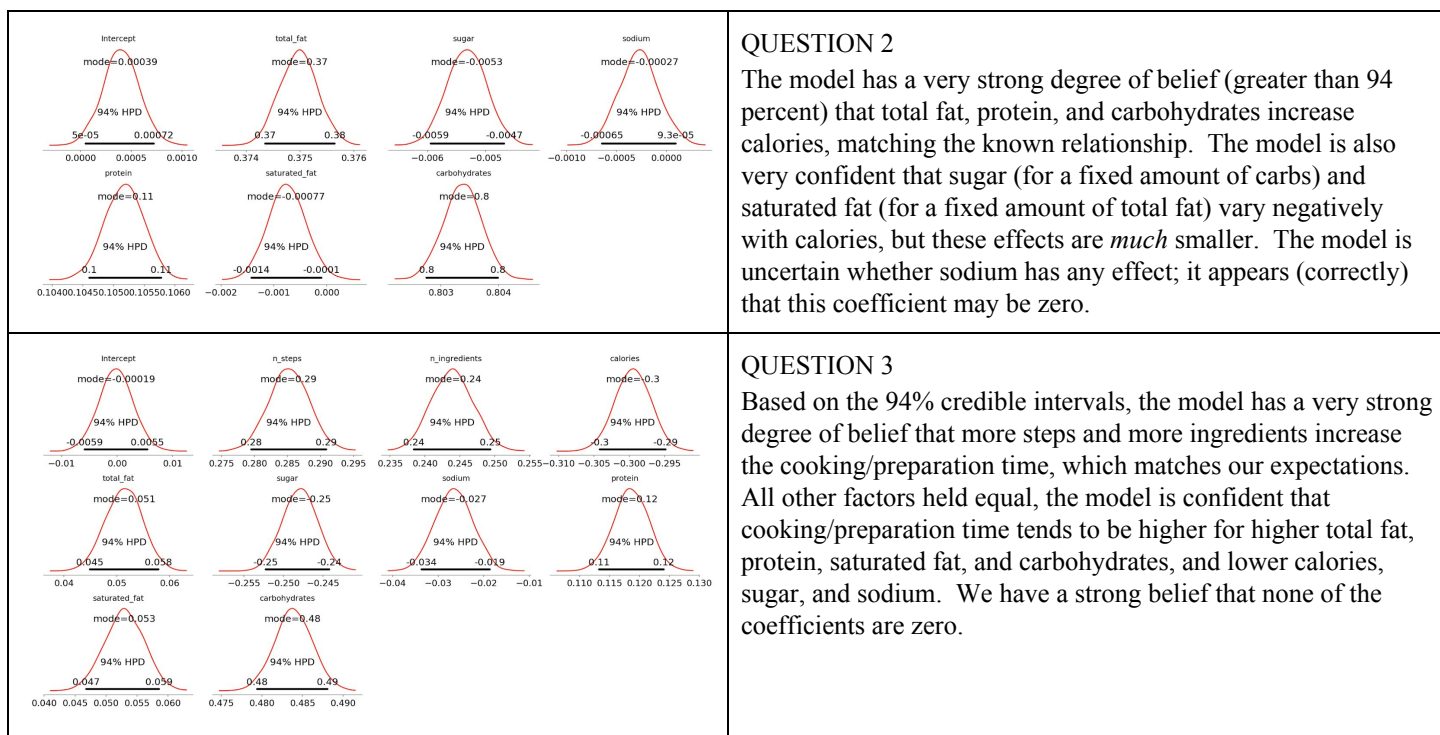 Intercept total_fat sugar sodium
mode=0.00039 mode=0.37 mode=-0.0053 mode=-0.00027
94% HPD 94% HPD 94% HPD 94% HPD
5e-05 0.00072 0.37 0.38 -0.0059 -0.0047 -0.00065 9.3e-05
0.0000 0.0005 0.0010 0.374 0.375 0.376 −0.006 −0.005 −0.0010 −0.0005 0.0000
protein saturated_fat carbohydrates
mode=0.11 mode=-0.00077 mode=0.8
94% HPD 94% HPD 94% HPD
0.1 0.11 -0.0014 -0.0001 0.8 0.8
0.1040 0.1045 0.1050 0.1055 0.1060 −0.002 −0.001 0.000 0.803 0.804
QUESTION 2
The model has a very strong degree of belief (greater than 94
percent) that total fat, protein, and carbohydrates increase
calories, matching the known relationship. The model is also
very confident that sugar (for a fixed amount of carbs) and
saturated fat (for a fixed amount of total fat) vary negatively
with calories, but these effects are much smaller. The model is
uncertain whether sodium has any effect; it appears (correctly)
that this coefficient may be zero.
Intercept n_steps n_ingredients calories
mode=-0.00019 mode=0.29 mode=0.24 mode=-0.3
94% HPD 94% HPD 94% HPD 94% HPD
-0.0059 0.0055 0.28 0.29 0.24 0.25 -0.3 -0.29
−0.01 0.00 0.01 0.275 0.280 0.285 0.290 0.295 0.235 0.240 0.245 0.250 0.255 −0.310 −0.305 −0.300 −0.295
total_fat sugar sodium protein
mode=0.051 mode=-0.25 mode=-0.027 mode=0.12
94% HPD 94% HPD 94% HPD 94% HPD
0.045 0.058 -0.25 -0.24 -0.034 -0.019 0.11 0.12
0.04 0.05 0.06 −0.255 −0.250 −0.245 −0.04 −0.03 −0.02 −0.01 0.110 0.115 0.120 0.125 0.130
saturated_fat carbohydrates
mode=0.053 mode=0.48
94% HPD 94% HPD
0.047 0.059 0.48 0.49
0.040 0.045 0.050 0.055 0.060 0.475 0.480 0.485 0.490
QUESTION 3
Based on the 94% credible intervals, the model has a very strong
degree of belief that more steps and more ingredients increase
the cooking/preparation time, which matches our expectations.
All other factors held equal, the model is confident that
cooking/preparation time tends to be higher for higher total fat,
protein, saturated fat, and carbohydrates, and lower calories,
sugar, and sodium. We have a strong belief that none of the
coefficients are zero.